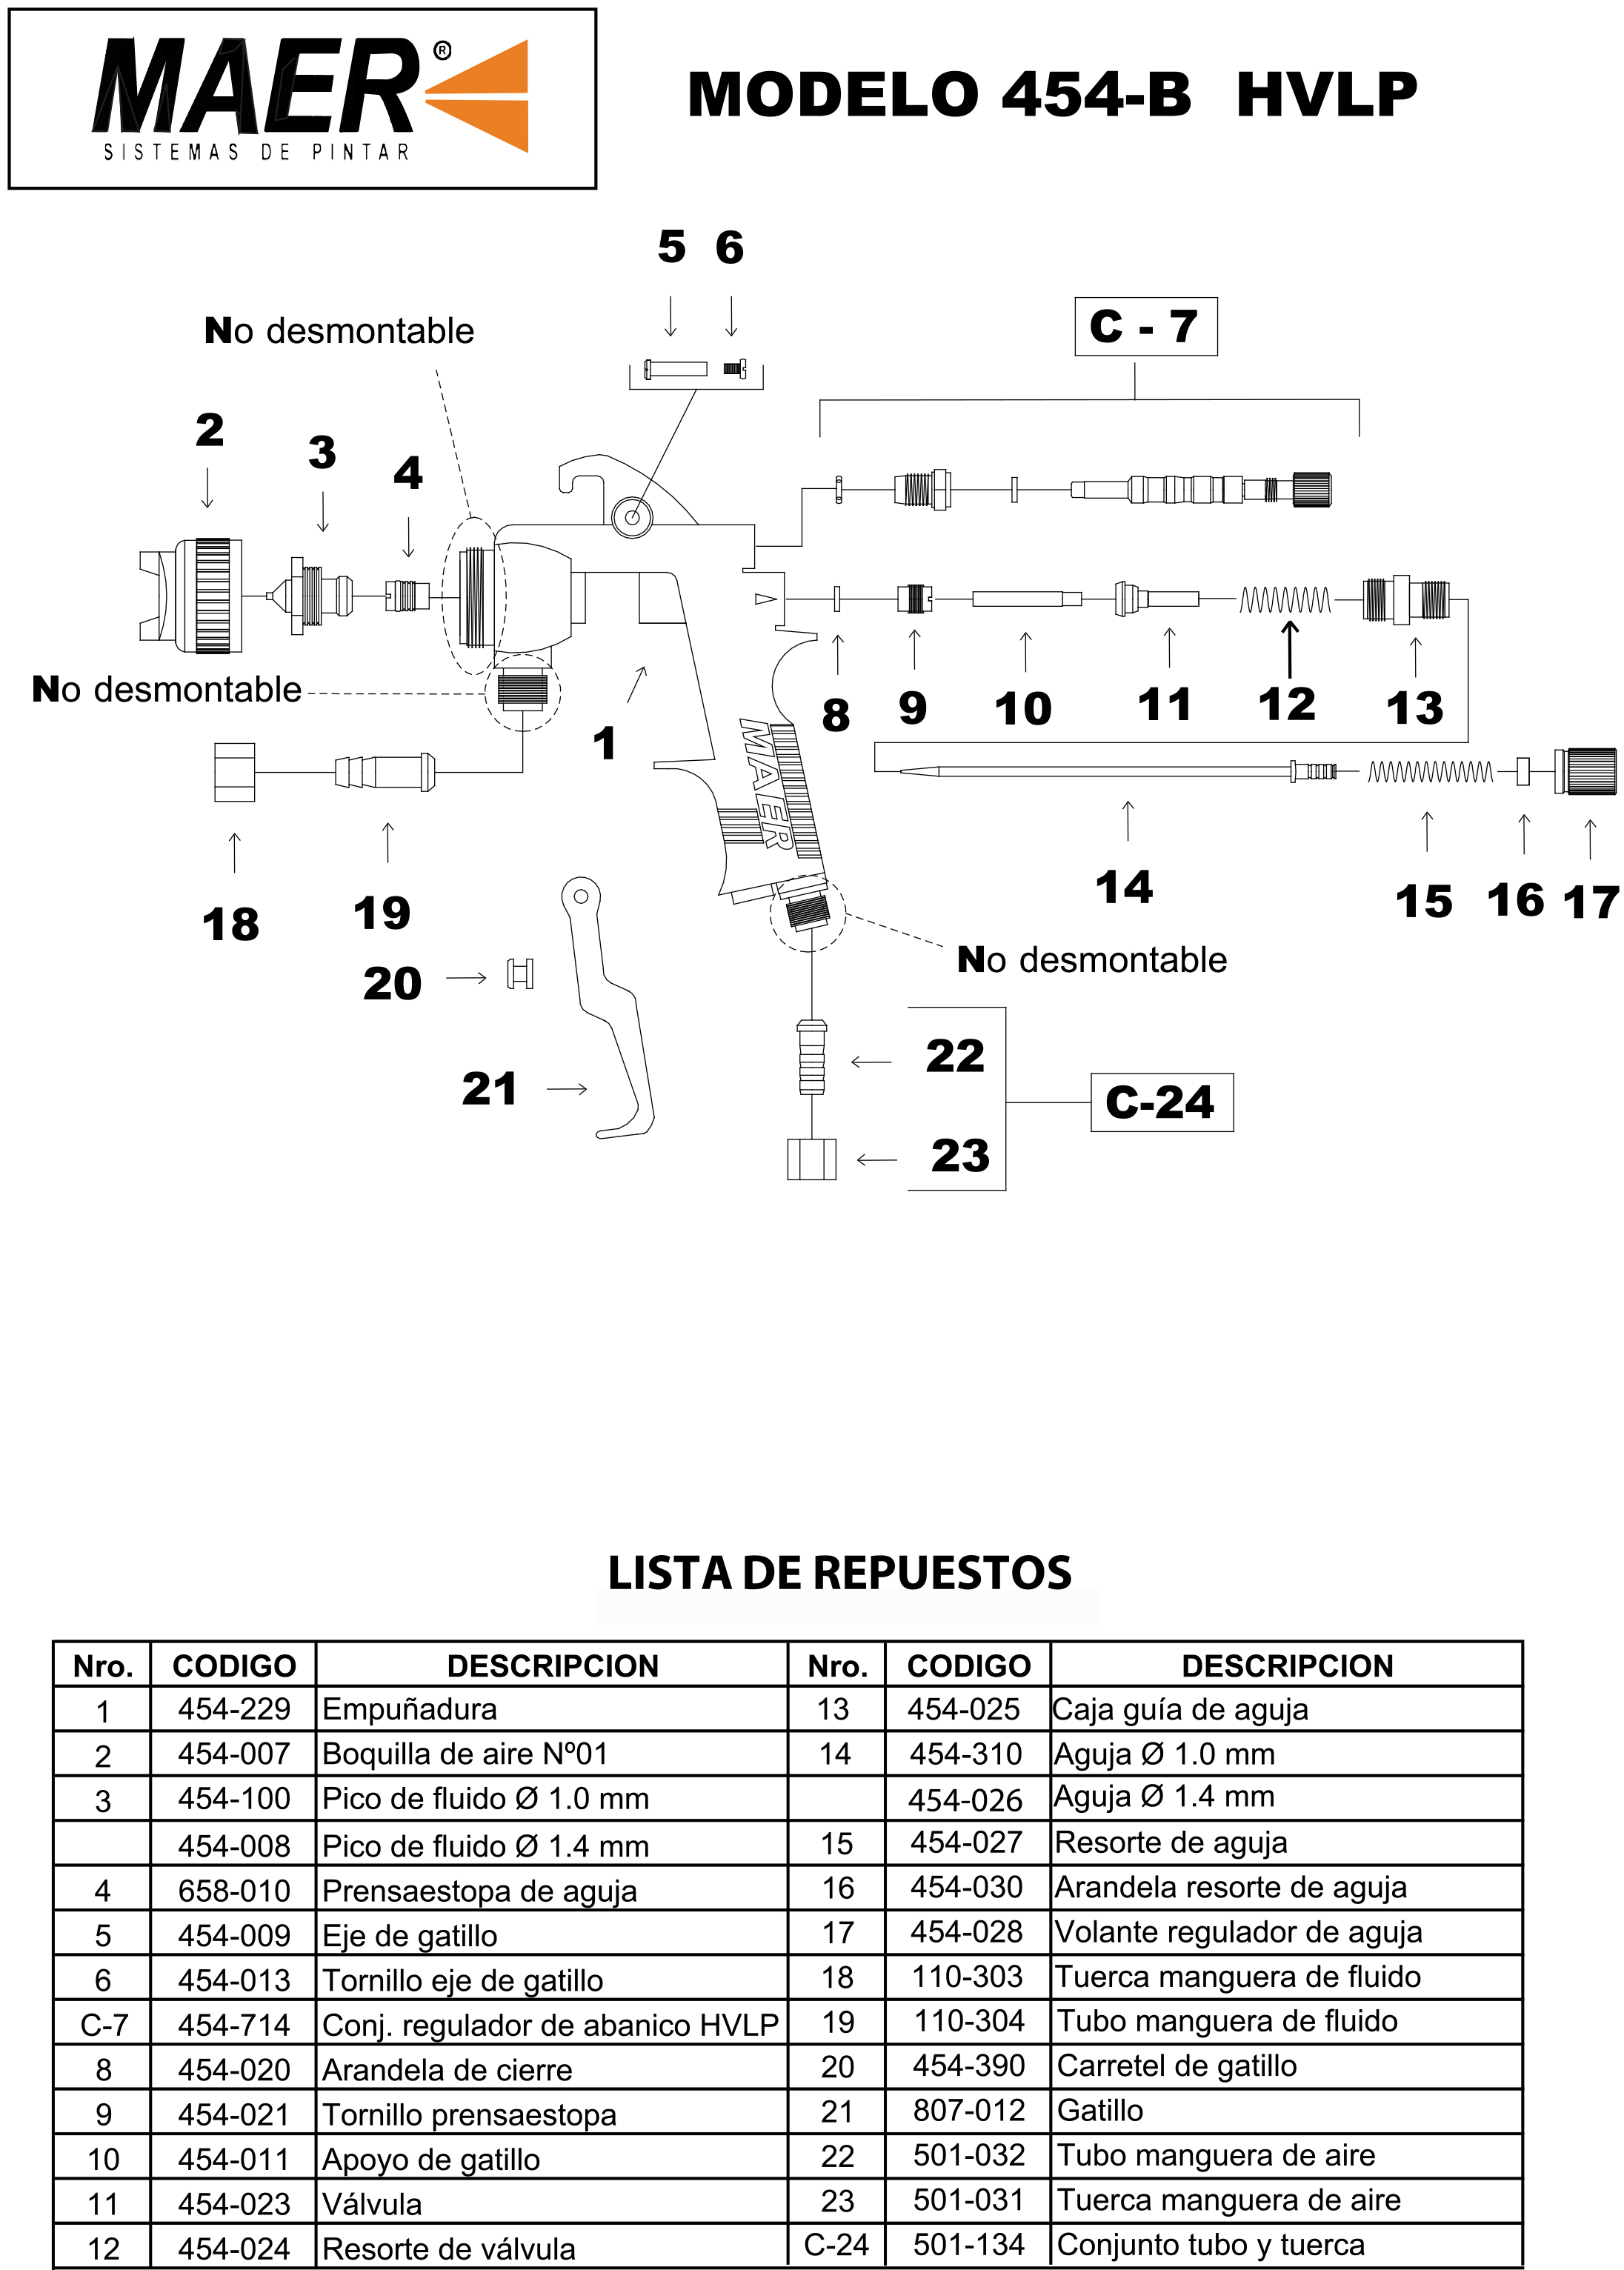 MAER®
SISTEMAS DE PINTAR
MODELO 454-B HVLP
5 6
No desmontable
C - 7
2
3
4
No desmontable
1
8
9
10
11
12
13
MAER
14
15
16
17
18
19
No desmontable
20
21
22
C-24
23
LISTA DE REPUESTOS
Nro. CODIGO DESCRIPCION Nro. CODIGO DESCRIPCION
1 454-229 Empuñadura 13 454-025 Caja guía de aguja
2 454-007 Boquilla de aire Nº01 14 454-310 Aguja Ø 1.0 mm
3 454-100 Pico de fluido Ø 1.0 mm 454-026 Aguja Ø 1.4 mm
454-008 Pico de fluido Ø 1.4 mm 15 454-027 Resorte de aguja
4 658-010 Prensaestopa de aguja 16 454-030 Arandela resorte de aguja
5 454-009 Eje de gatillo 17 454-028 Volante regulador de aguja
6 454-013 Tornillo eje de gatillo 18 110-303 Tuerca manguera de fluido
C-7 454-714 Conj. regulador de abanico HVLP 19 110-304 Tubo manguera de fluido
8 454-020 Arandela de cierre 20 454-390 Carretel de gatillo
9 454-021 Tornillo prensaestopa 21 807-012 Gatillo
10 454-011 Apoyo de gatillo 22 501-032 Tubo manguera de aire
11 454-023 Válvula 23 501-031 Tuerca manguera de aire
12 454-024 Resorte de válvula C-24 501-134 Conjunto tubo y tuerca